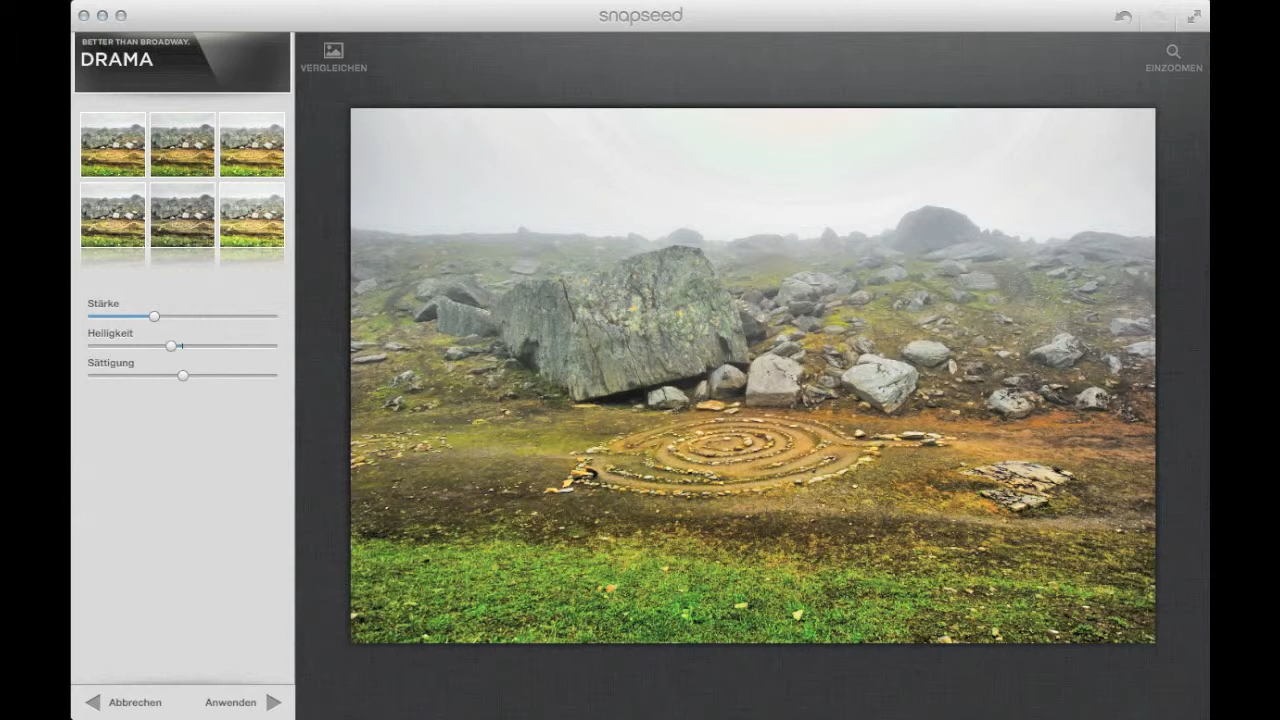 snapseed
BETTER THAN BROADWAY.
DRAMA
VERGLEICHEN
EINZOOMEN
Stärke
Helligkeit
Sättigung
Abbrechen
Anwenden